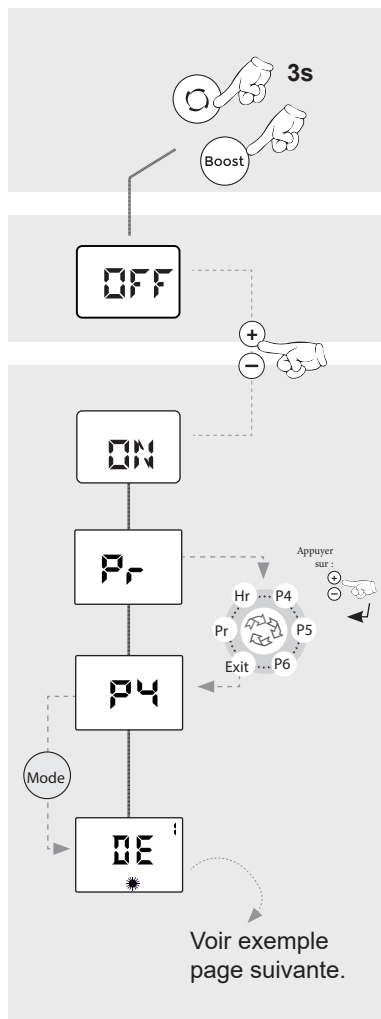 3s
Boost
OFF
+
−
ON
Pr
Appuyer
sur :
+
−
Hr P4
Pr P5
Exit P6
P4
Mode
DE 1
Voir exemple
page suivante.